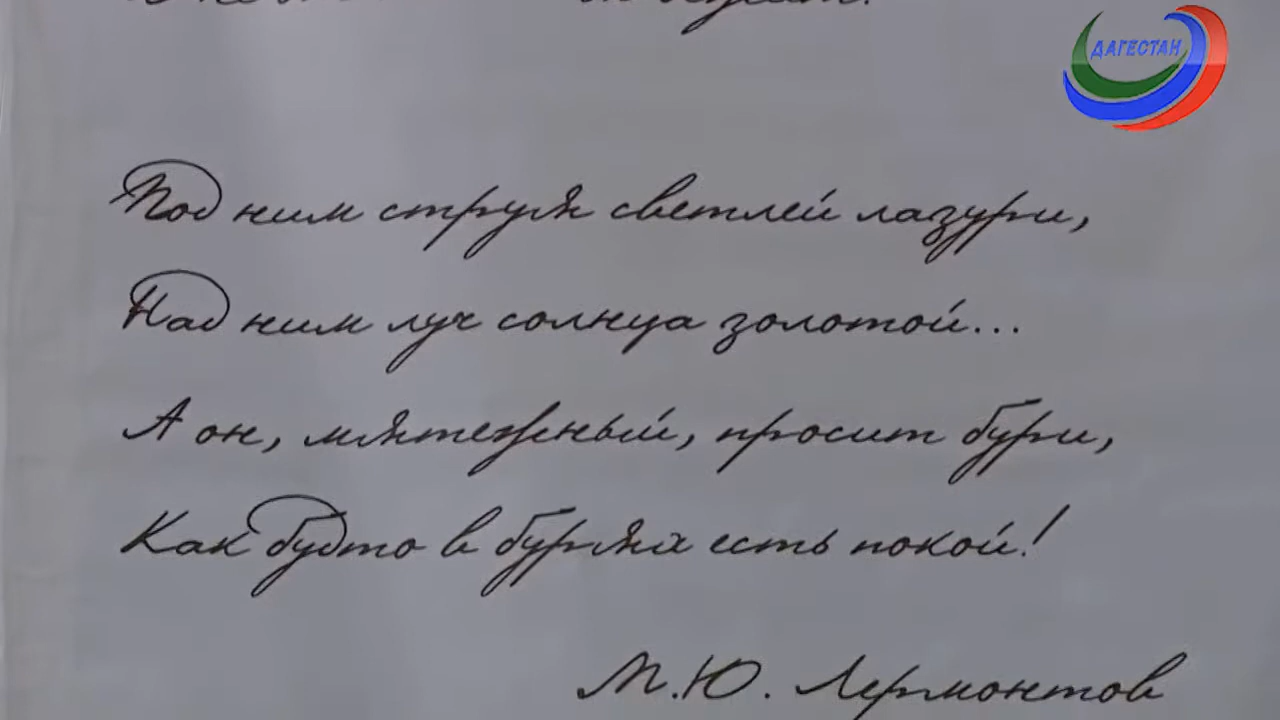 ДАГЕСТАН
Под ним струя светлей лазури,
Над ним луч солнца золотой...
А он, мятежный, просит бури,
Как будто в бурях есть покой!
М.Ю. Лермонтов